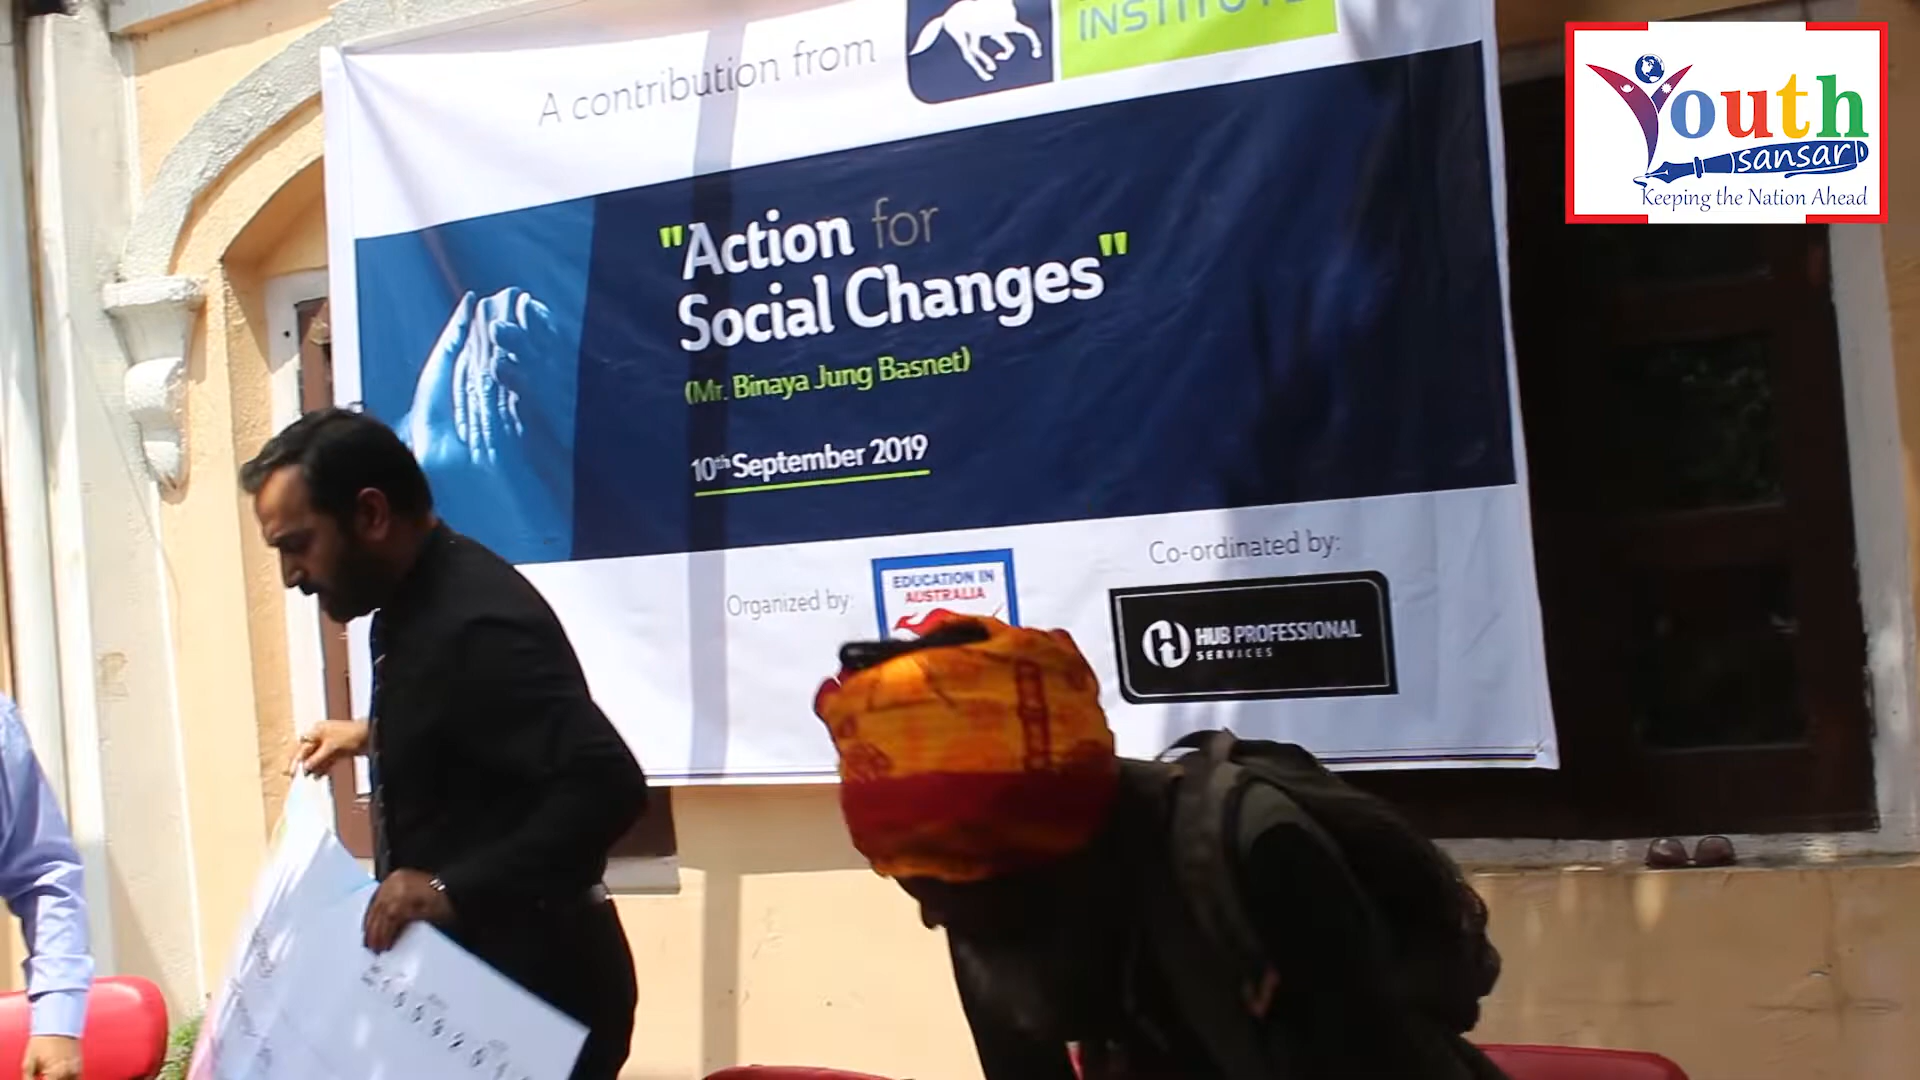 A contribution from
INSTITUTE
"Action for
Social Changes"
(Mr. Binaya Jung Basnet)
10th September 2019
Organized by:
EDUCATION IN
AUSTRALIA
Co-ordinated by:
HUB PROFESSIONAL
SERVICES
Youth
sansar
Keeping the Nation Ahead